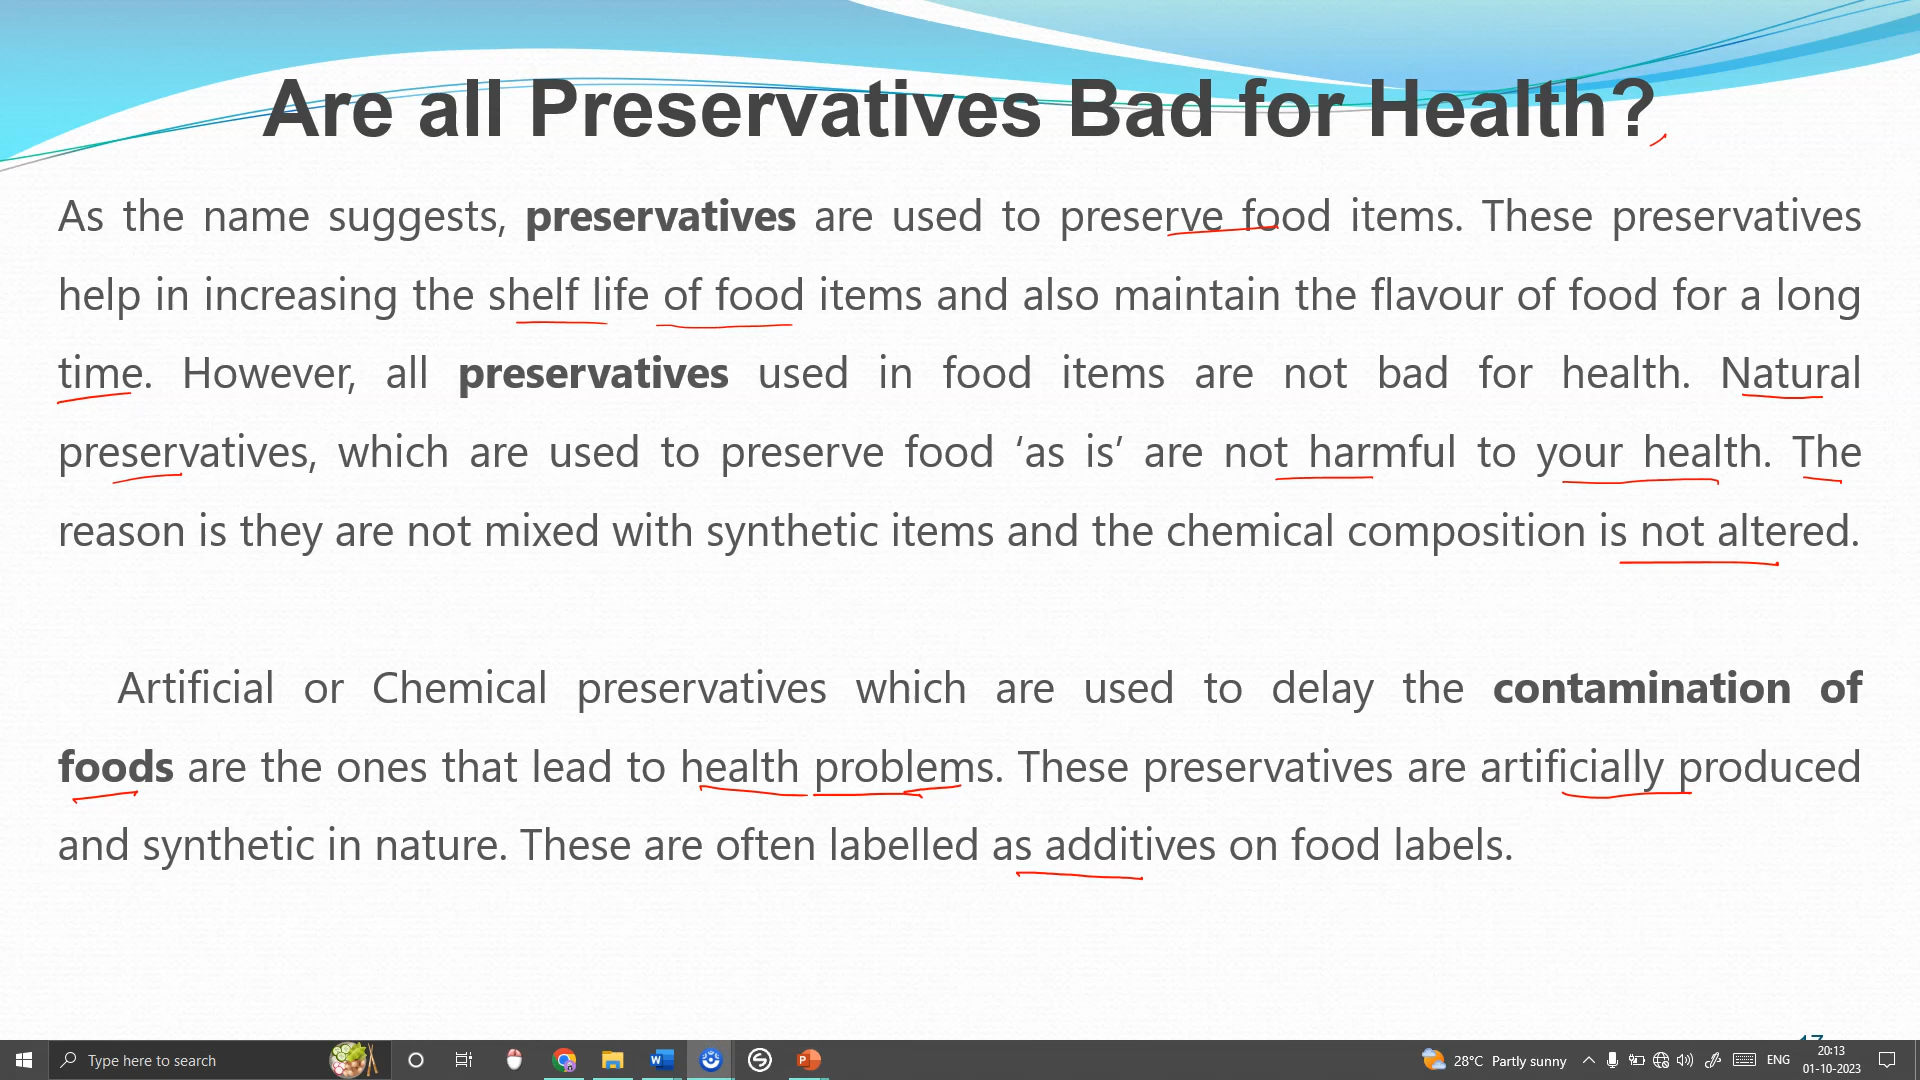 Are all Preservatives Bad for Health?
As the name suggests, preservatives are used to preserve food items. These preservatives
help in increasing the shelf life of food items and also maintain the flavour of food for a long
time. However, all preservatives used in food items are not bad for health. Natural
preservatives, which are used to preserve food ‘as is’ are not harmful to your health. The
reason is they are not mixed with synthetic items and the chemical composition is not altered.
Artificial or Chemical preservatives which are used to delay the contamination of
foods are the ones that lead to health problems. These preservatives are artificially produced
and synthetic in nature. These are often labelled as additives on food labels.
Type here to search
28°C Partly sunny
ENG
20:13
01-10-2023